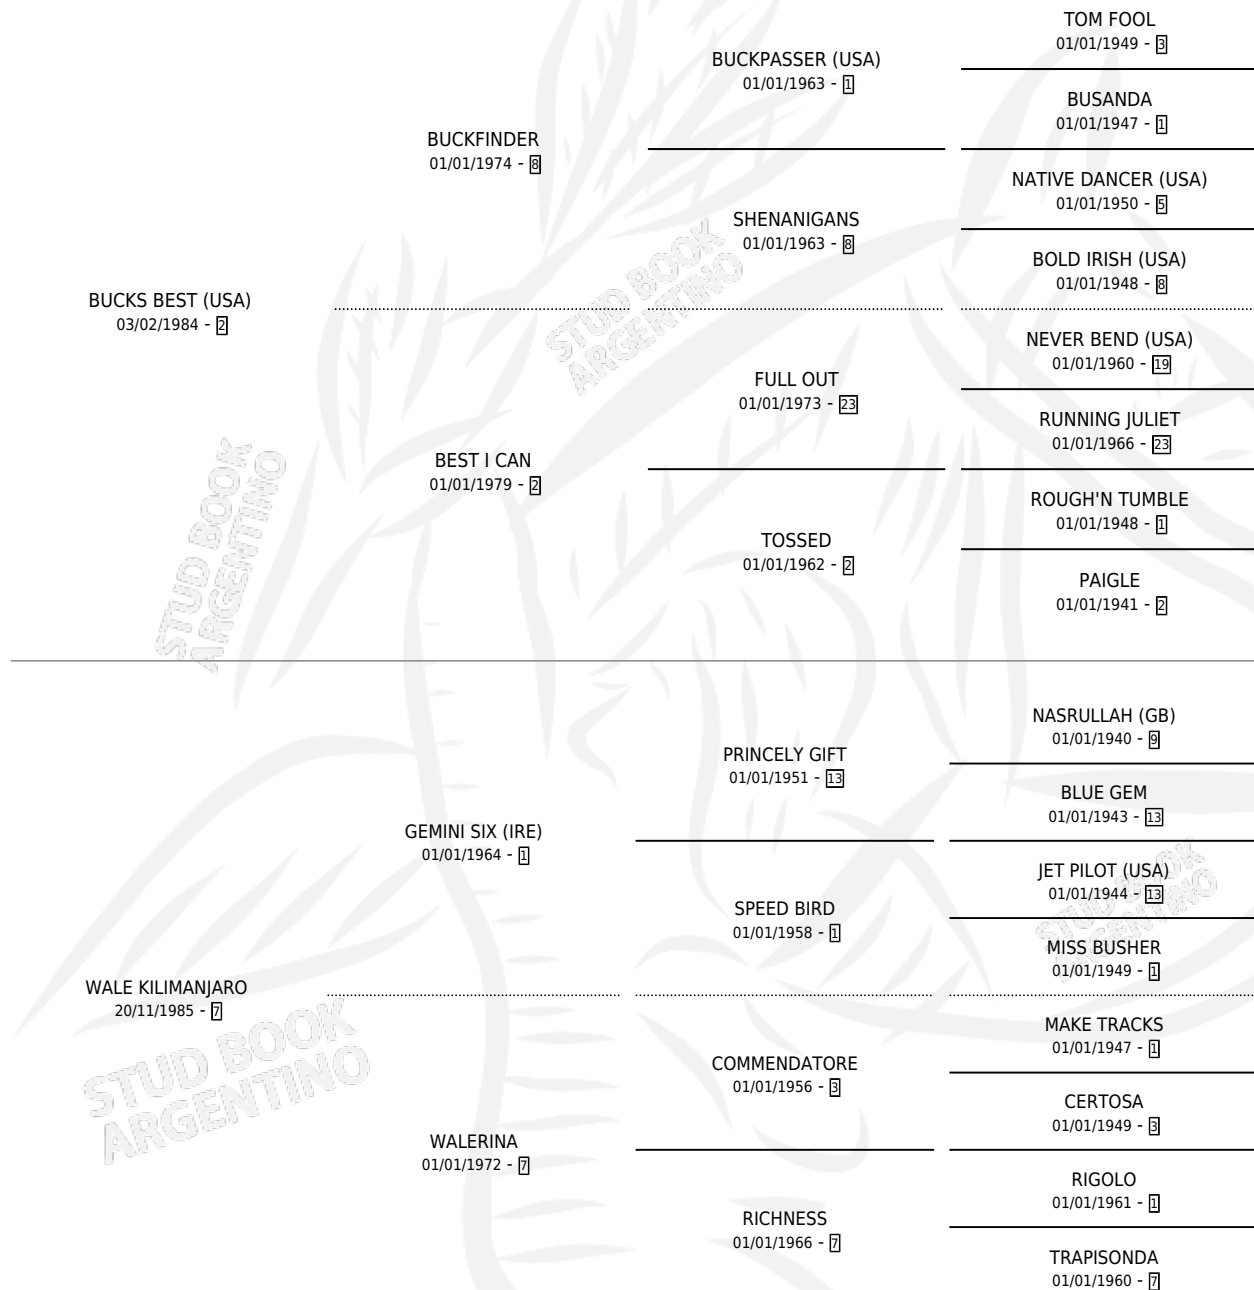 TOM FOOL
01/01/1949 - 3
BUCKPASSER (USA)
01/01/1963 - 1
BUSANDA
01/01/1947 - 1
BUCKFINDER
01/01/1974 - 8
NATIVE DANCER (USA)
01/01/1950 - 5
SHENANIGANS
01/01/1963 - 8
BOLD IRISH (USA)
01/01/1948 - 8
BUCKS BEST (USA)
03/02/1984 - 2
NEVER BEND (USA)
01/01/1960 - 19
FULL OUT
01/01/1973 - 23
RUNNING JULIET
01/01/1966 - 23
BEST I CAN
01/01/1979 - 2
ROUGH'N TUMBLE
01/01/1948 - 1
TOSSED
01/01/1962 - 2
PAIGLE
01/01/1941 - 2
NASRULLAH (GB)
01/01/1940 - 9
PRINCELY GIFT
01/01/1951 - 13
BLUE GEM
01/01/1943 - 13
GEMINI SIX (IRE)
01/01/1964 - 1
JET PILOT (USA)
01/01/1944 - 13
SPEED BIRD
01/01/1958 - 1
MISS BUSHER
01/01/1949 - 1
WALE KILIMANJARO
20/11/1985 - 7
MAKE TRACKS
01/01/1947 - 1
COMMENDATORE
01/01/1956 - 3
CERTOSA
01/01/1949 - 3
WALERINA
01/01/1972 - 7
RIGOLO
01/01/1961 - 1
RICHNESS
01/01/1966 - 7
TRAPISONDA
01/01/1960 - 7
STUD BOOK
ARGENTINO
STUD BOOK
ARGENTINO
STUD BOOK
ARGENTINO
STUD BOOK
ARGENTINO